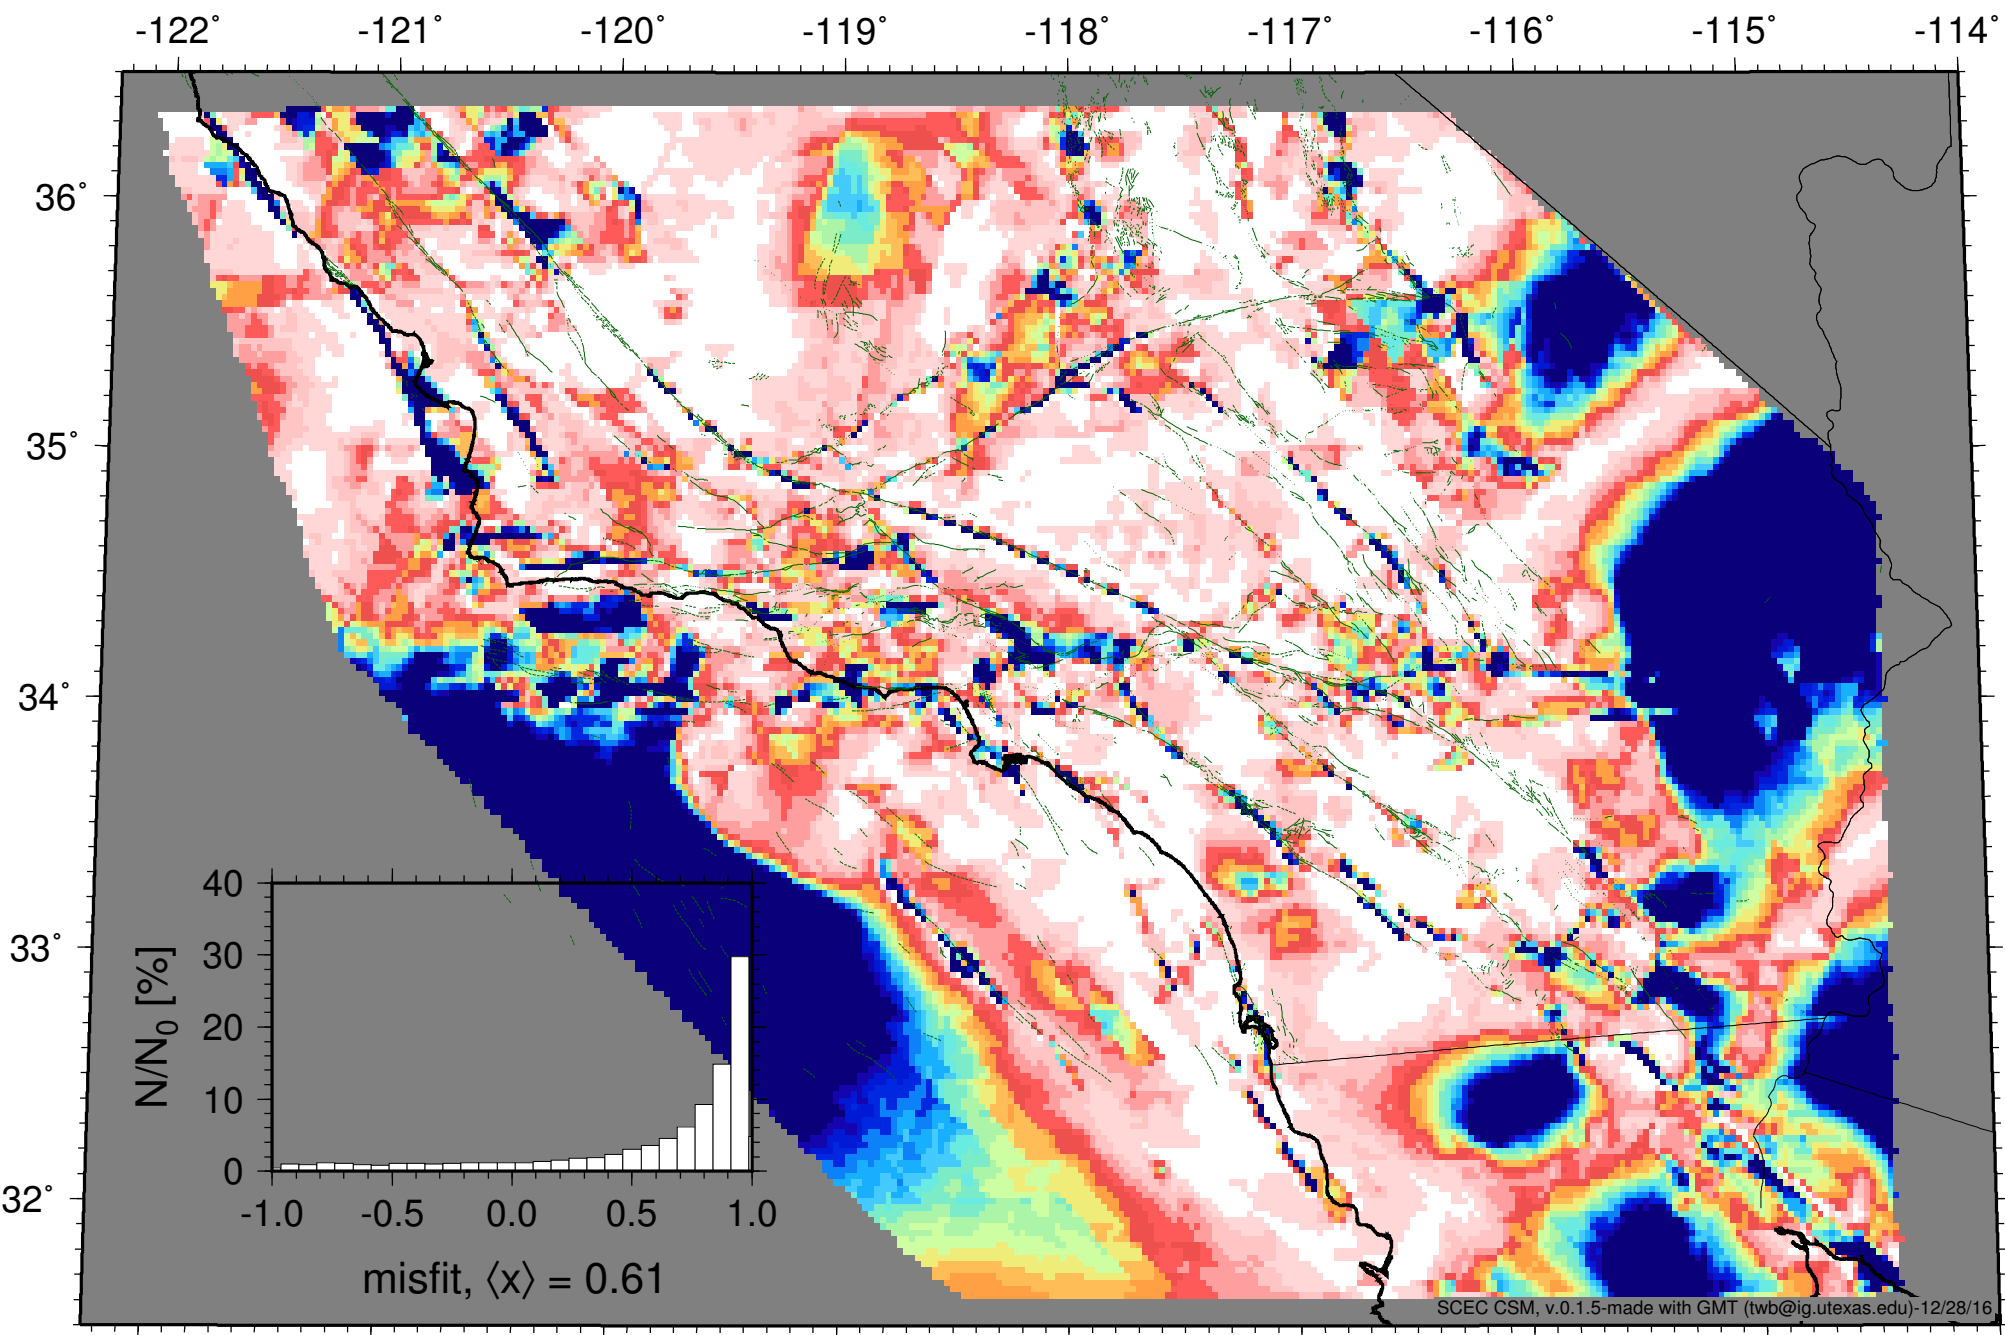 -122˚ -121˚ -120˚ -119˚ -118˚ -117˚ -116˚ -115˚ -114˚
36˚
35˚
34˚
33˚
32˚
N/N0 [%]
40
30
20
10
0
-1.0 -0.5 0.0 0.5 1.0
misfit, ⟨x⟩ = 0.61
SCEC CSM, v.0.1.5-made with GMT (twb@ig.utexas.edu)-12/28/16